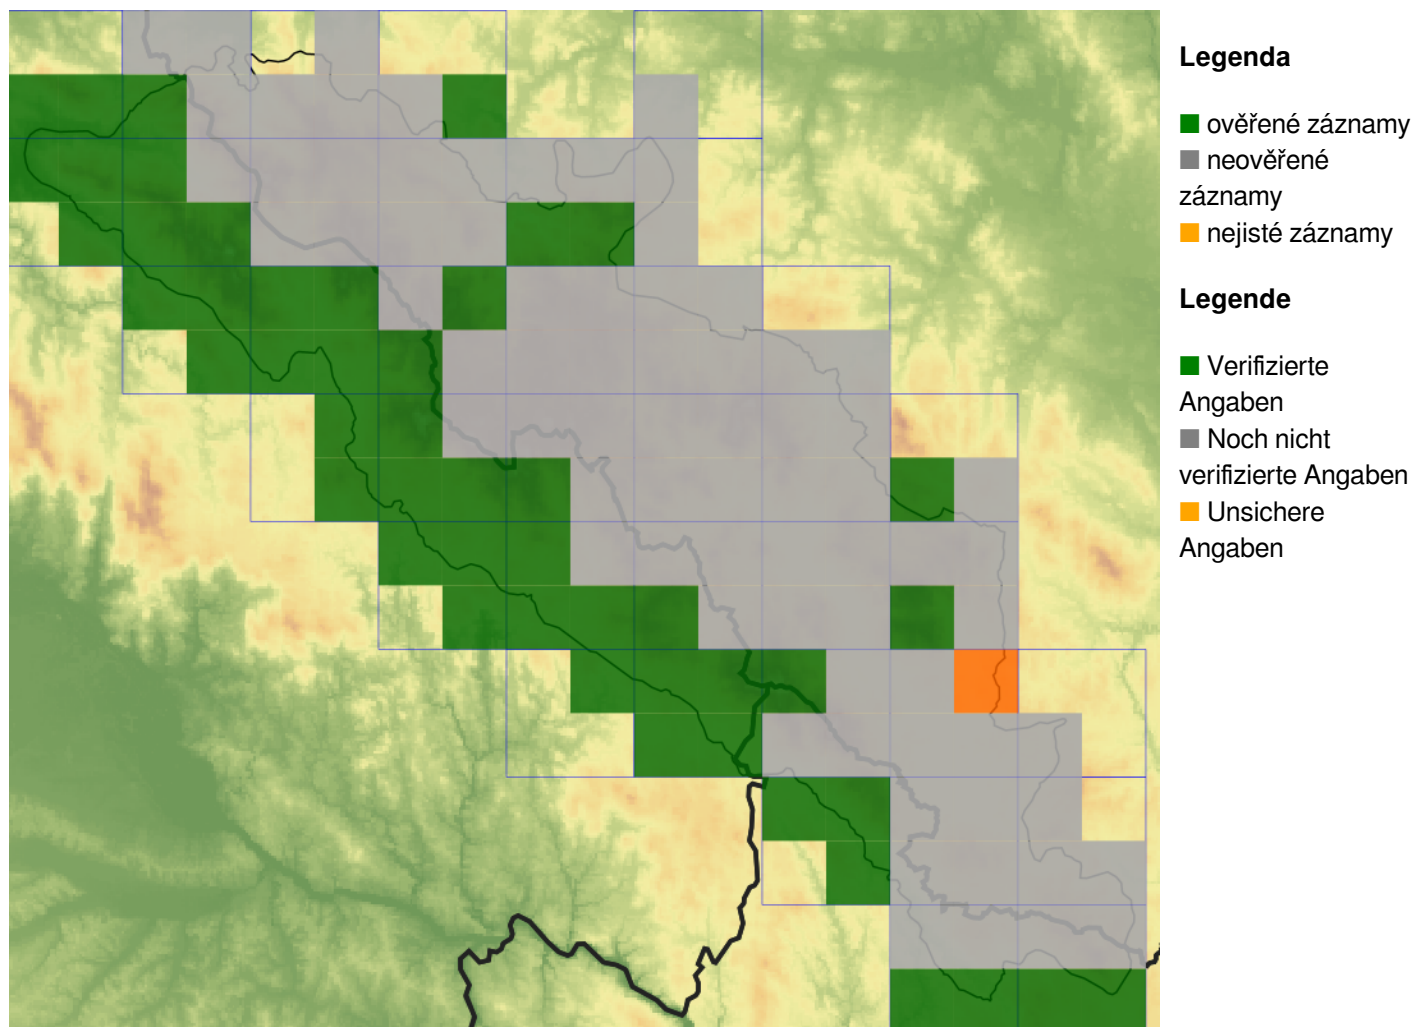 Legenda
ověřené záznamy
neověřené
záznamy
nejisté záznamy
Legende
Verifizierte
Angaben
Noch nicht
verifizierte Angaben
Unsichere
Angaben